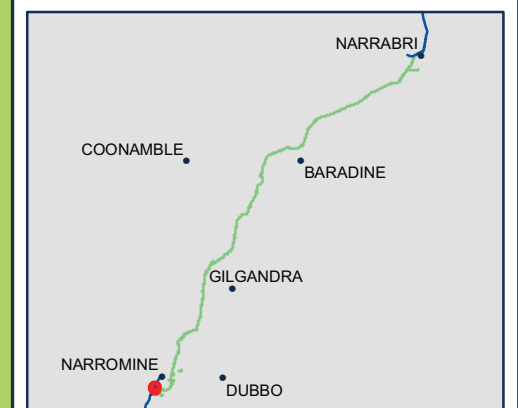 NARRABRI
COONAMBLE
BARADINE
GILGANDRA
NARROMINE
DUBBO